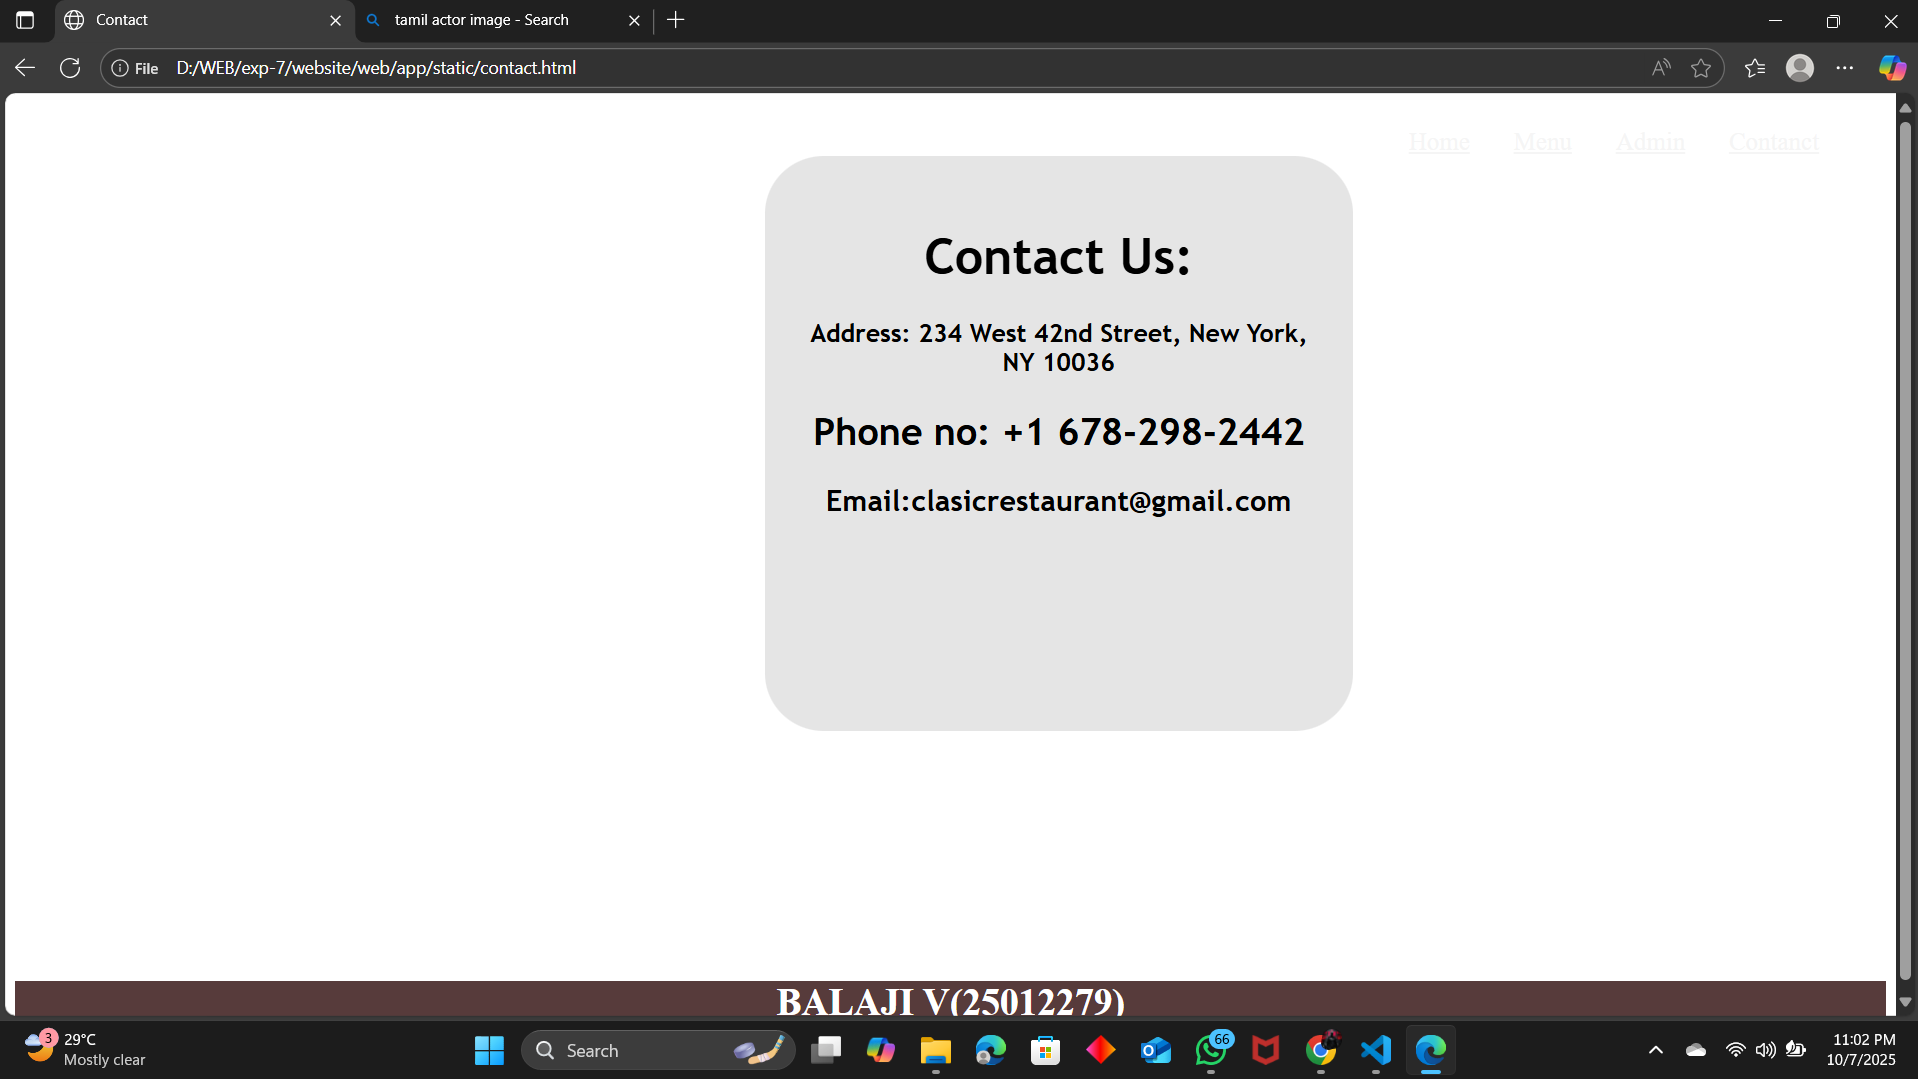 Contact
tamil actor image - Search
File
D:/WEB/exp-7/website/web/app/static/contact.html
Home Menu Admin Contanct
Contact Us:
Address: 234 West 42nd Street, New York,
NY 10036
Phone no: +1 678-298-2442
Email:clasicrestaurant@gmail.com
BALAJI V(25012279)
3
29°C
Mostly clear
Search
66
11:02 PM
10/7/2025